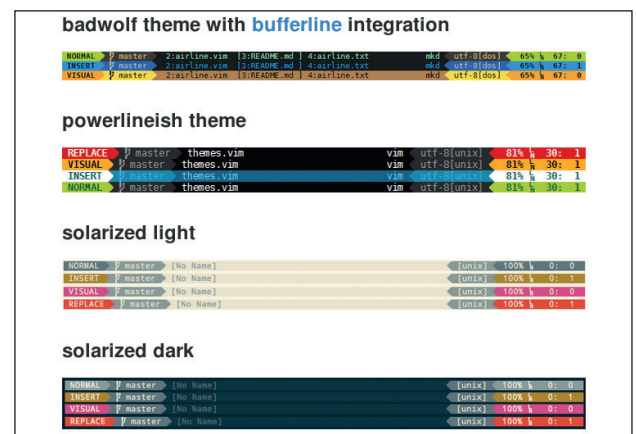 badwolf theme with bufferline integration
NORMAL master 2:airline.vim [3:README.md ] 4:airline.txt mkd utf-8[dos] 65% 67: 0
INSERT master 2:airline.vim [3:README.md ] 4:airline.txt mkd utf-8[dos] 65% 67: 1
VISUAL master 2:airline.vim [3:README.md ] 4:airline.txt mkd utf-8[dos] 65% 67: 0
powerlineish theme
REPLACE master themes.vim vim utf-8[unix] 81% 30: 1
VISUAL master themes.vim vim utf-8[unix] 81% 30: 1
INSERT master themes.vim vim utf-8[unix] 81% 30: 1
NORMAL master themes.vim vim utf-8[unix] 81% 30: 1
solarized light
NORMAL master [No Name] [unix] 100% 0: 0
INSERT master [No Name] [unix] 100% 0: 1
VISUAL master [No Name] [unix] 100% 0: 0
REPLACE master [No Name] [unix] 100% 0: 1
solarized dark
NORMAL master [No Name] [unix] 100% 0: 0
INSERT master [No Name] [unix] 100% 0: 1
VISUAL master [No Name] [unix] 100% 0: 0
REPLACE master [No Name] [unix] 100% 0: 1